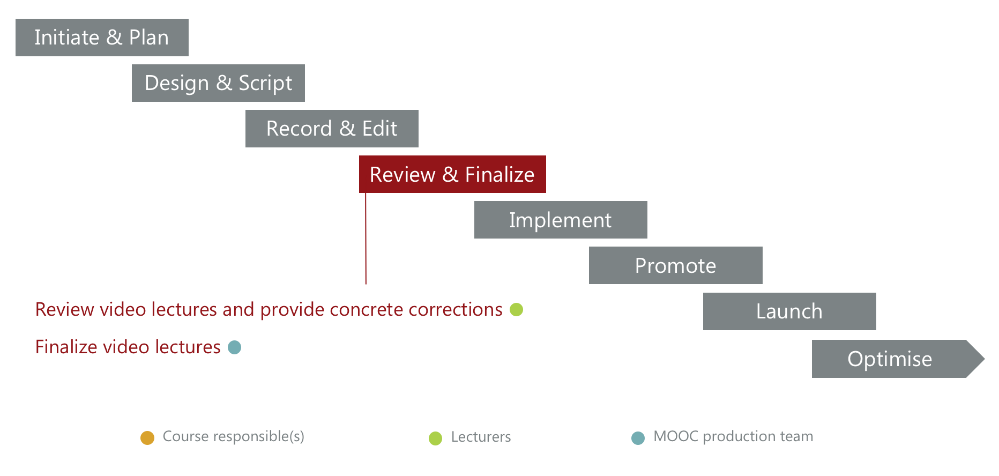 Initiate & Plan
Design & Script
Record & Edit
Review & Finalize
Implement
Promote
Launch
Optimise
Review video lectures and provide concrete corrections
Finalize video lectures
Course responsible(s)
Lecturers
MOOC production team